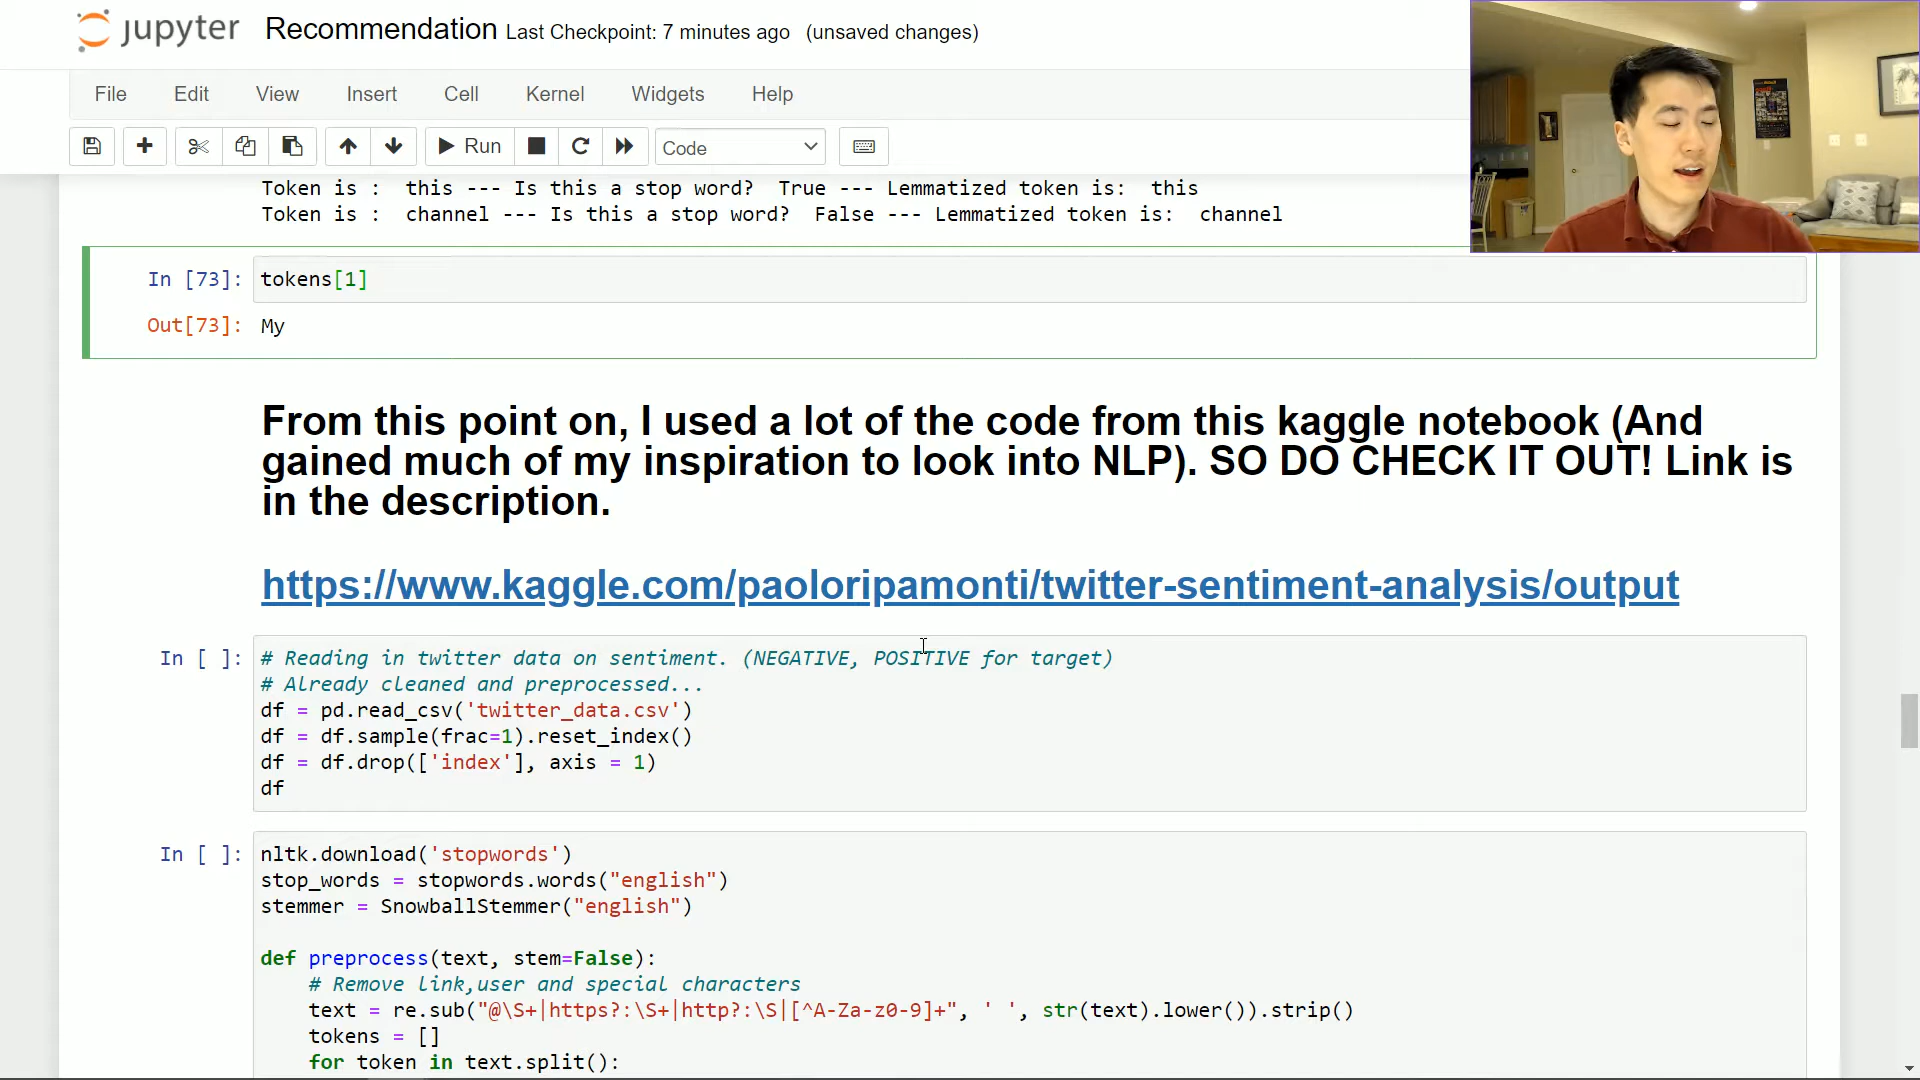 jupyter Recommendation Last Checkpoint: 7 minutes ago (unsaved changes)
File Edit View Insert Cell Kernel Widgets Help
Run Code
Token is :  this --- Is this a stop word?  True --- Lemmatized token is:  this
Token is :  channel --- Is this a stop word?  False --- Lemmatized token is:  channel
In [73]: tokens[1]
Out[73]: My
From this point on, I used a lot of the code from this kaggle notebook (And
gained much of my inspiration to look into NLP). SO DO CHECK IT OUT! Link is
in the description.
https://www.kaggle.com/paoloripamonti/twitter-sentiment-analysis/output
In [ ]: # Reading in twitter data on sentiment. (NEGATIVE, POSITIVE for target)
# Already cleaned and preprocessed...
df = pd.read_csv('twitter_data.csv')
df = df.sample(frac=1).reset_index()
df = df.drop(['index'], axis = 1)
df
In [ ]: nltk.download('stopwords')
stop_words = stopwords.words("english")
stemmer = SnowballStemmer("english")
def preprocess(text, stem=False):
    # Remove link,user and special characters
    text = re.sub("@\S+|https?:\S+|http?:\S|[^A-Za-z0-9]+", ' ', str(text).lower()).strip()
    tokens = []
    for token in text.split():